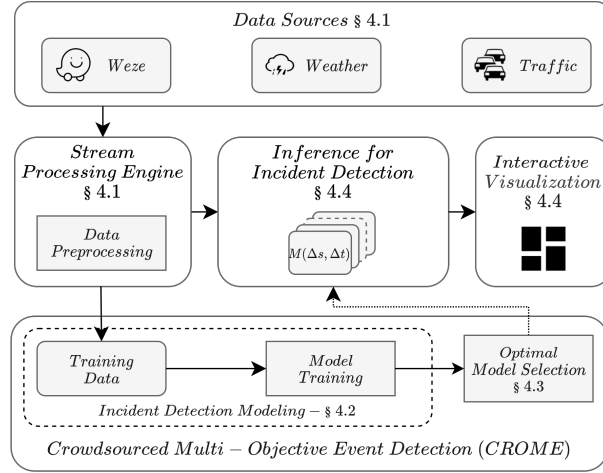 Data Sources § 4.1
Weze
Weather
Traffic
Stream
Processing Engine
§ 4.1
Data
Preprocessing
Inference for
Incident Detection
§ 4.4
M(Δs, Δt)
Interactive
Visualization
§ 4.4
Training
Data
Model
Training
Optimal
Model Selection
§ 4.3
Incident Detection Modeling – § 4.2
Crowdsourced Multi – Objective Event Detection (CROME)